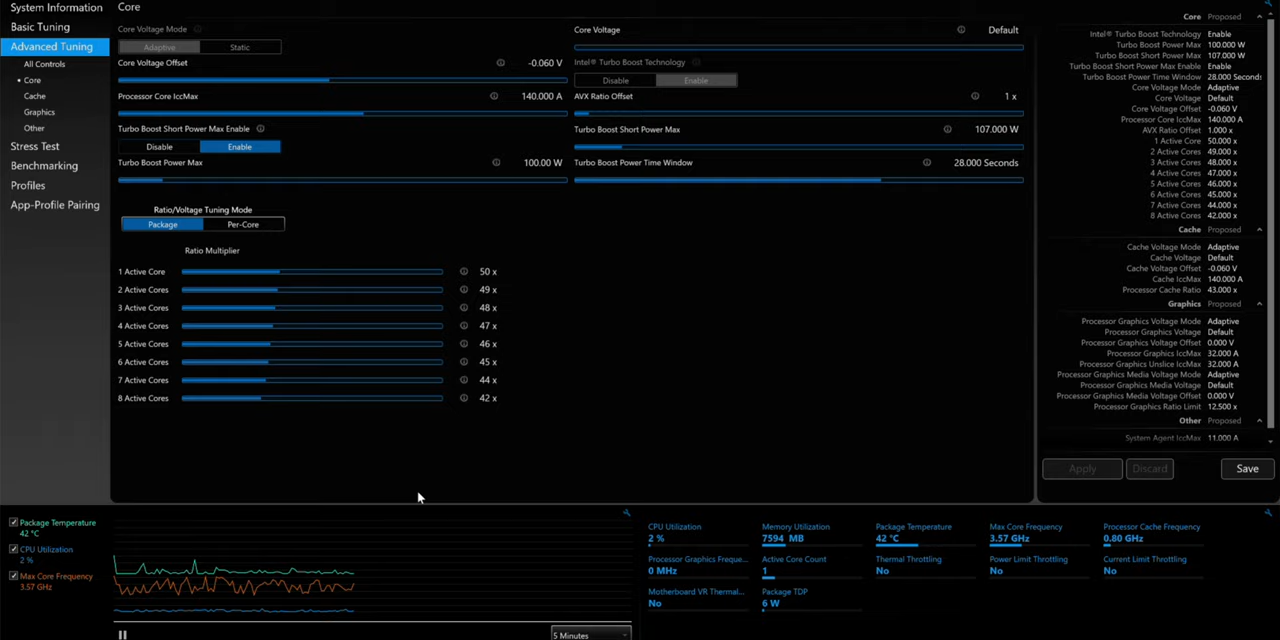 System Information
Basic Tuning
Advanced Tuning
All Controls
Core
Cache
Graphics
Other
Stress Test
Benchmarking
Profiles
App-Profile Pairing
Core
Core Voltage Mode
Adaptive Static
Core Voltage Offset -0.060 V
Processor Core IccMax 140.000 A
Turbo Boost Short Power Max Enable
Disable Enable
Turbo Boost Power Max 100.00 W
Core Voltage Default
Intel® Turbo Boost Technology
Disable Enable
AVX Ratio Offset 1 x
Turbo Boost Short Power Max 107.000 W
Turbo Boost Power Time Window 28.000 Seconds
Ratio/Voltage Tuning Mode
Package Per-Core
Ratio Multiplier
1 Active Core 50 x
2 Active Cores 49 x
3 Active Cores 48 x
4 Active Cores 47 x
5 Active Cores 46 x
6 Active Cores 45 x
7 Active Cores 44 x
8 Active Cores 42 x
Core Proposed
Intel® Turbo Boost Technology Enable
Turbo Boost Power Max 100.000 W
Turbo Boost Short Power Max 107.000 W
Turbo Boost Short Power Max Enable Enable
Turbo Boost Power Time Window 28.000 Seconds
Core Voltage Mode Adaptive
Core Voltage Default
Core Voltage Offset -0.060 V
Processor Core IccMax 140.000 A
AVX Ratio Offset 1.000 x
1 Active Core 50.000 x
2 Active Cores 49.000 x
3 Active Cores 48.000 x
4 Active Cores 47.000 x
5 Active Cores 46.000 x
6 Active Cores 45.000 x
7 Active Cores 44.000 x
8 Active Cores 42.000 x
Cache Proposed
Cache Voltage Mode Adaptive
Cache Voltage Default
Cache Voltage Offset -0.060 V
Cache IccMax 140.000 A
Processor Cache Ratio 43.000 x
Graphics Proposed
Processor Graphics Voltage Mode Adaptive
Processor Graphics Voltage Default
Processor Graphics Voltage Offset 0.000 V
Processor Graphics IccMax 32.000 A
Processor Graphics Unslice IccMax 32.000 A
Processor Graphics Media Voltage Mode Adaptive
Processor Graphics Media Voltage Default
Processor Graphics Media Voltage Offset 0.000 V
Processor Graphics Ratio Limit 12.500 x
Other Proposed
System Agent IccMax 11.000 A
Apply Discard Save
Package Temperature
42 °C
CPU Utilization
2 %
Max Core Frequency
3.57 GHz
5 Minutes
CPU Utilization
2 %
Memory Utilization
7594 MB
Package Temperature
42 °C
Max Core Frequency
3.57 GHz
Processor Cache Frequency
0.80 GHz
Processor Graphics Freque...
0 MHz
Active Core Count
1
Thermal Throttling
No
Power Limit Throttling
No
Current Limit Throttling
No
Motherboard VR Thermal...
No
Package TDP
6 W